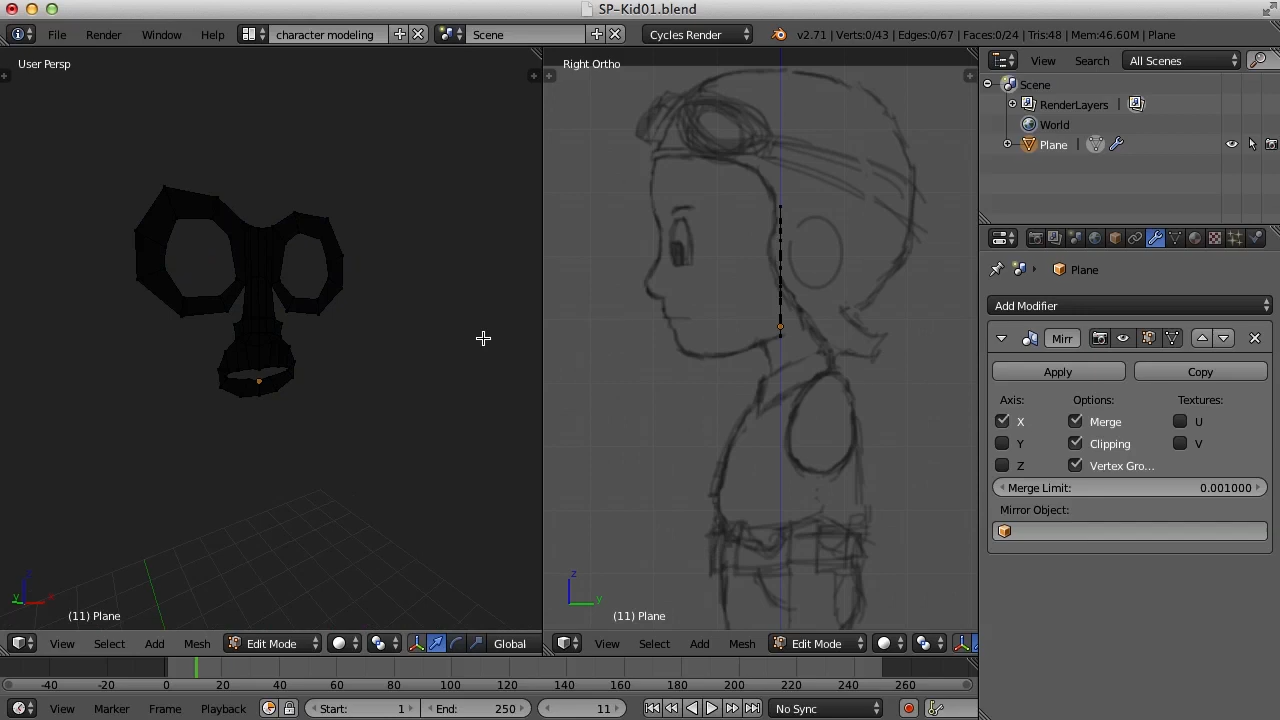 SP-Kid01.blend
File Render Window Help character modeling Scene Cycles Render v2.71 | Verts:0/43 | Edges:0/67 | Faces:0/24 | Tris:48 | Mem:46.60M | Plane
User Persp
Right Ortho
View Search All Scenes
Scene
RenderLayers
World
Plane
Plane
Add Modifier
Mirr
Apply Copy
Axis: Options: Textures:
X Merge U
Y Clipping V
Z Vertex Gro...
Merge Limit: 0.001000
Mirror Object:
z
y
x
(11) Plane
z
y
(11) Plane
View Select Add Mesh Edit Mode Global
View Select Add Mesh Edit Mode
-40 -20 0 20 40 60 80 100 120 140 160 180 200 220 240 260
View Marker Frame Playback Start: 1 End: 250 11 No Sync